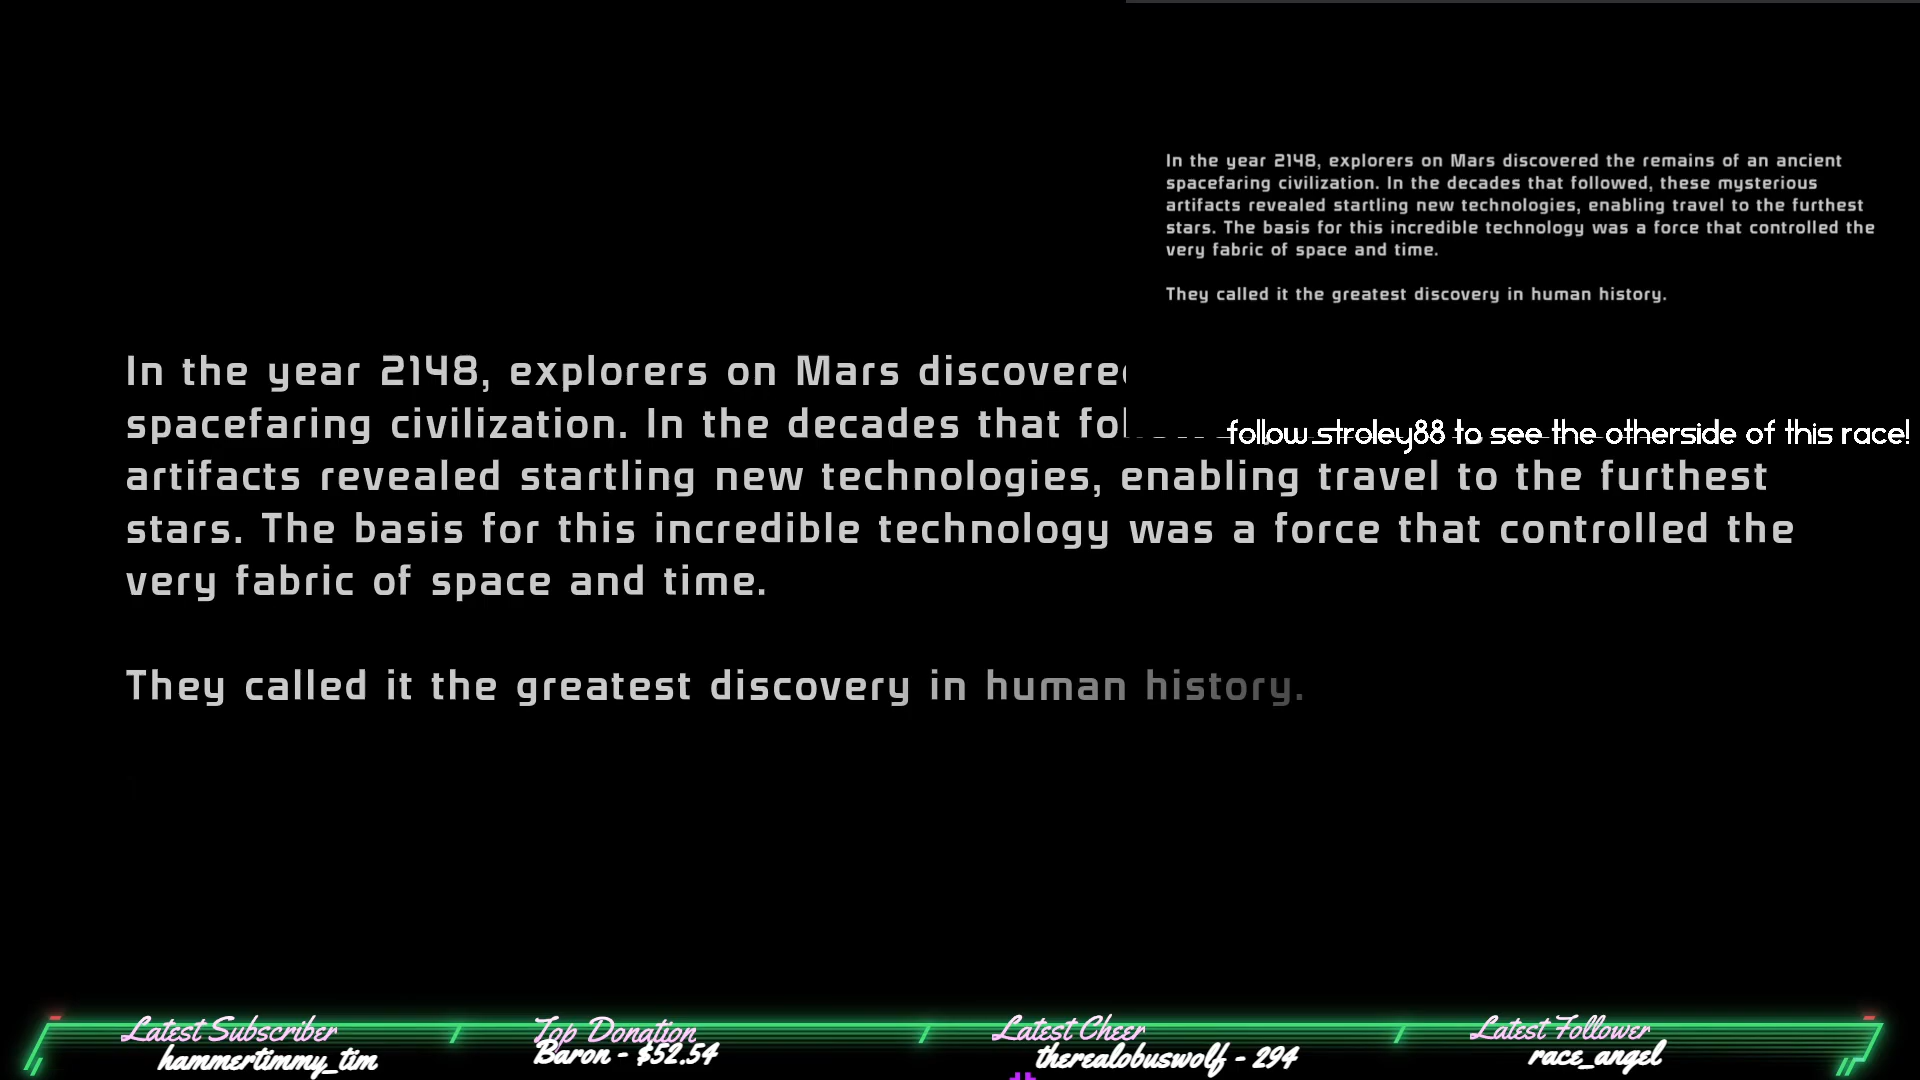 In the year 2148, explorers on Mars discovered the remains of an ancient
spacefaring civilization. In the decades that followed, these mysterious
artifacts revealed startling new technologies, enabling travel to the furthest
stars. The basis for this incredible technology was a force that controlled the
very fabric of space and time.
They called it the greatest discovery in human history.
follow stroley88 to see the otherside of this race!
In the year 2148, explorers on Mars discovere
spacefaring civilization. In the decades that fol
artifacts revealed startling new technologies, enabling travel to the furthest
stars. The basis for this incredible technology was a force that controlled the
very fabric of space and time.
They called it the greatest discovery in human history.
Latest Subscriber
hammertimmy_tim
Top Donation
Baron - $52.54
Latest Cheer
therealobuswolf - 294
Latest Follower
race_angel